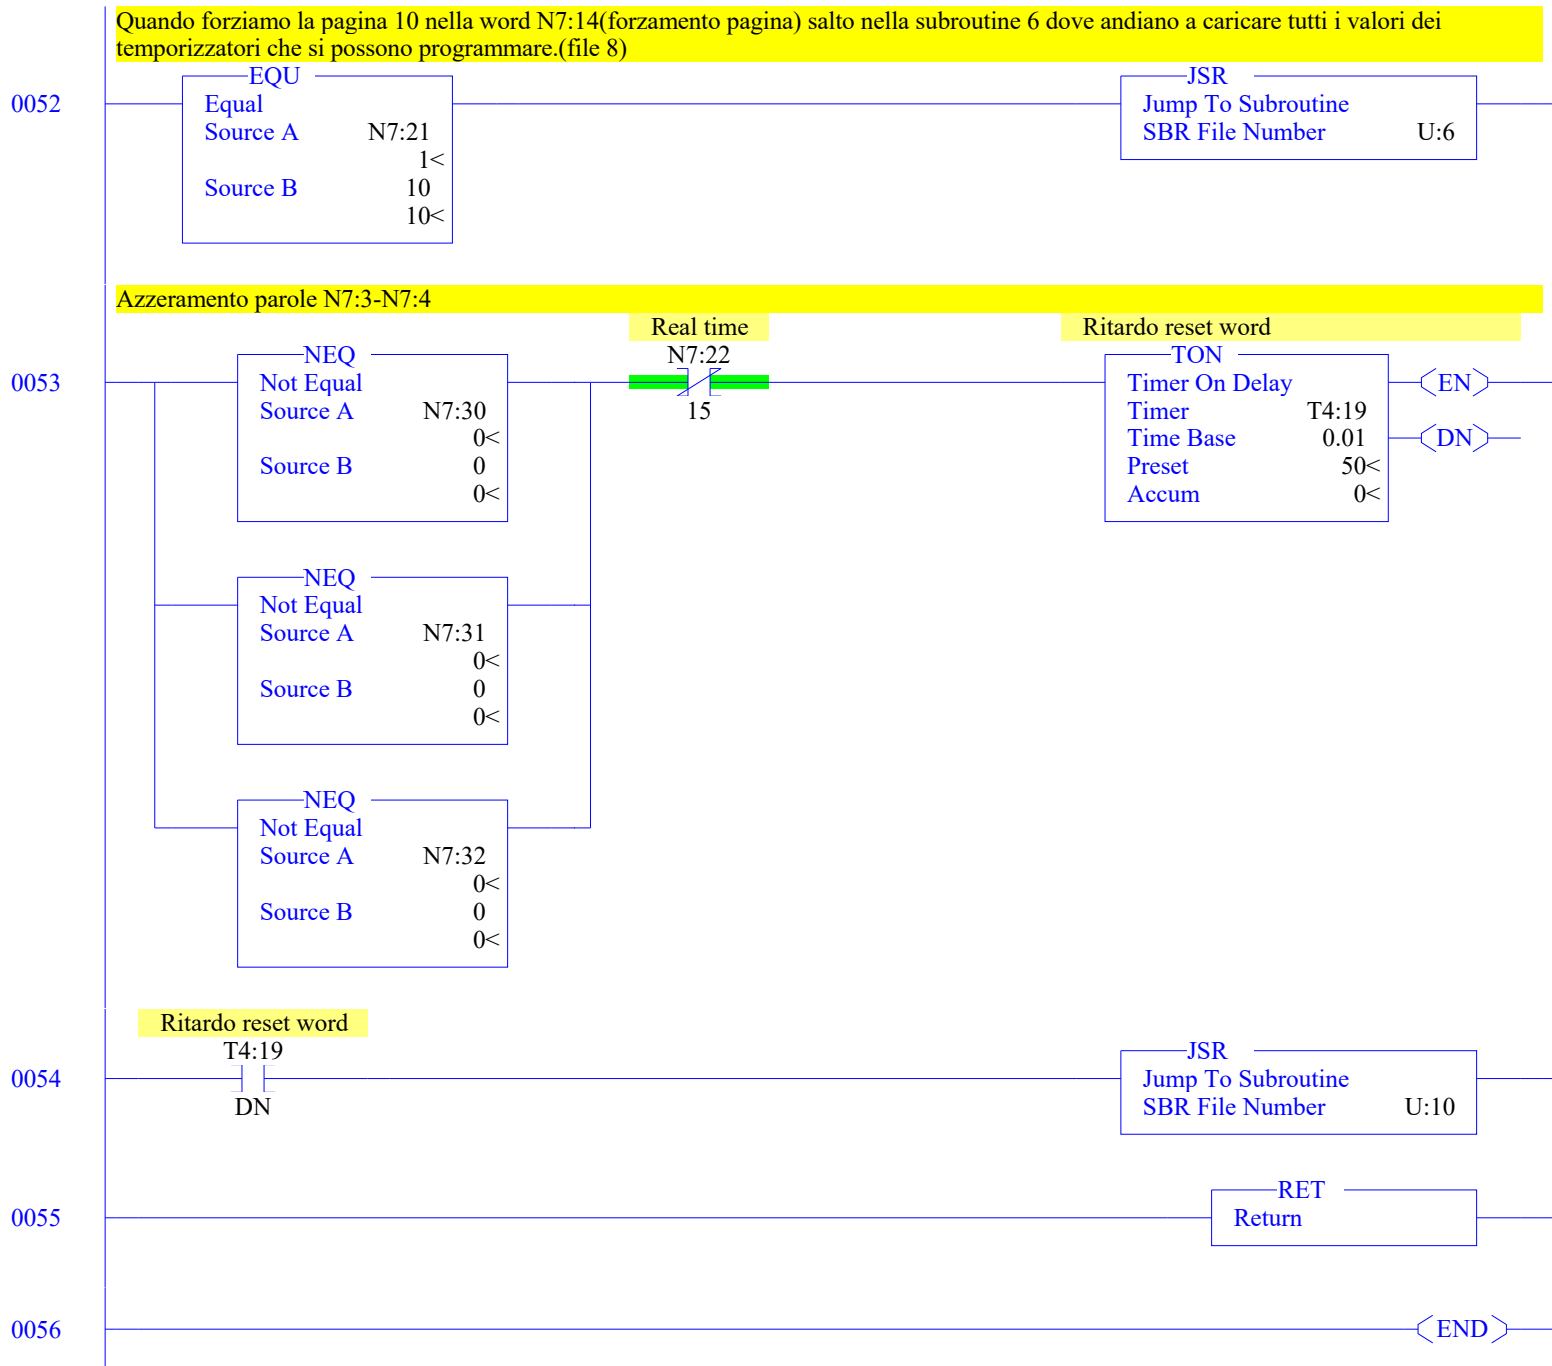 Quando forziamo la pagina 10 nella word N7:14(forzamento pagina) salto nella subroutine 6 dove andiano a caricare tutti i valori dei
temporizzatori che si possono programmare.(file 8)
0052
EQU
Equal
Source A N7:21
1<
Source B 10
10<
JSR
Jump To Subroutine
SBR File Number U:6
Azzeramento parole N7:3-N7:4
0053
NEQ
Not Equal
Source A N7:30
0<
Source B 0
0<
NEQ
Not Equal
Source A N7:31
0<
Source B 0
0<
NEQ
Not Equal
Source A N7:32
0<
Source B 0
0<
Real time
N7:22
15
Ritardo reset word
TON
Timer On Delay
Timer T4:19
Time Base 0.01
Preset 50<
Accum 0<
EN
DN
Ritardo reset word
T4:19
0054
DN
JSR
Jump To Subroutine
SBR File Number U:10
0055
RET
Return
0056
END